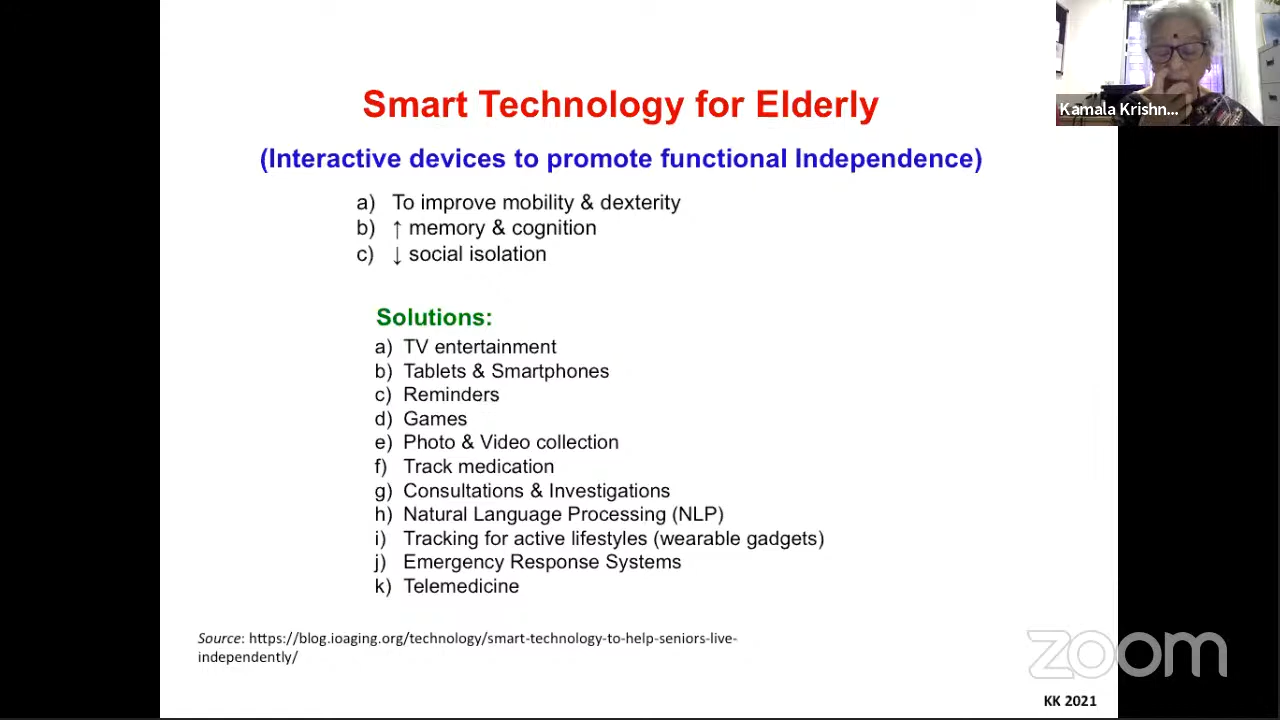 Smart Technology for Elderly
(Interactive devices to promote functional Independence)
a) To improve mobility & dexterity
b) ↑ memory & cognition
c) ↓ social isolation
Solutions:
a) TV entertainment
b) Tablets & Smartphones
c) Reminders
d) Games
e) Photo & Video collection
f) Track medication
g) Consultations & Investigations
h) Natural Language Processing (NLP)
i) Tracking for active lifestyles (wearable gadgets)
j) Emergency Response Systems
k) Telemedicine
Source: https://blog.ioaging.org/technology/smart-technology-to-help-seniors-live-
independently/
KK 2021
Kamala Krishn...
zoom